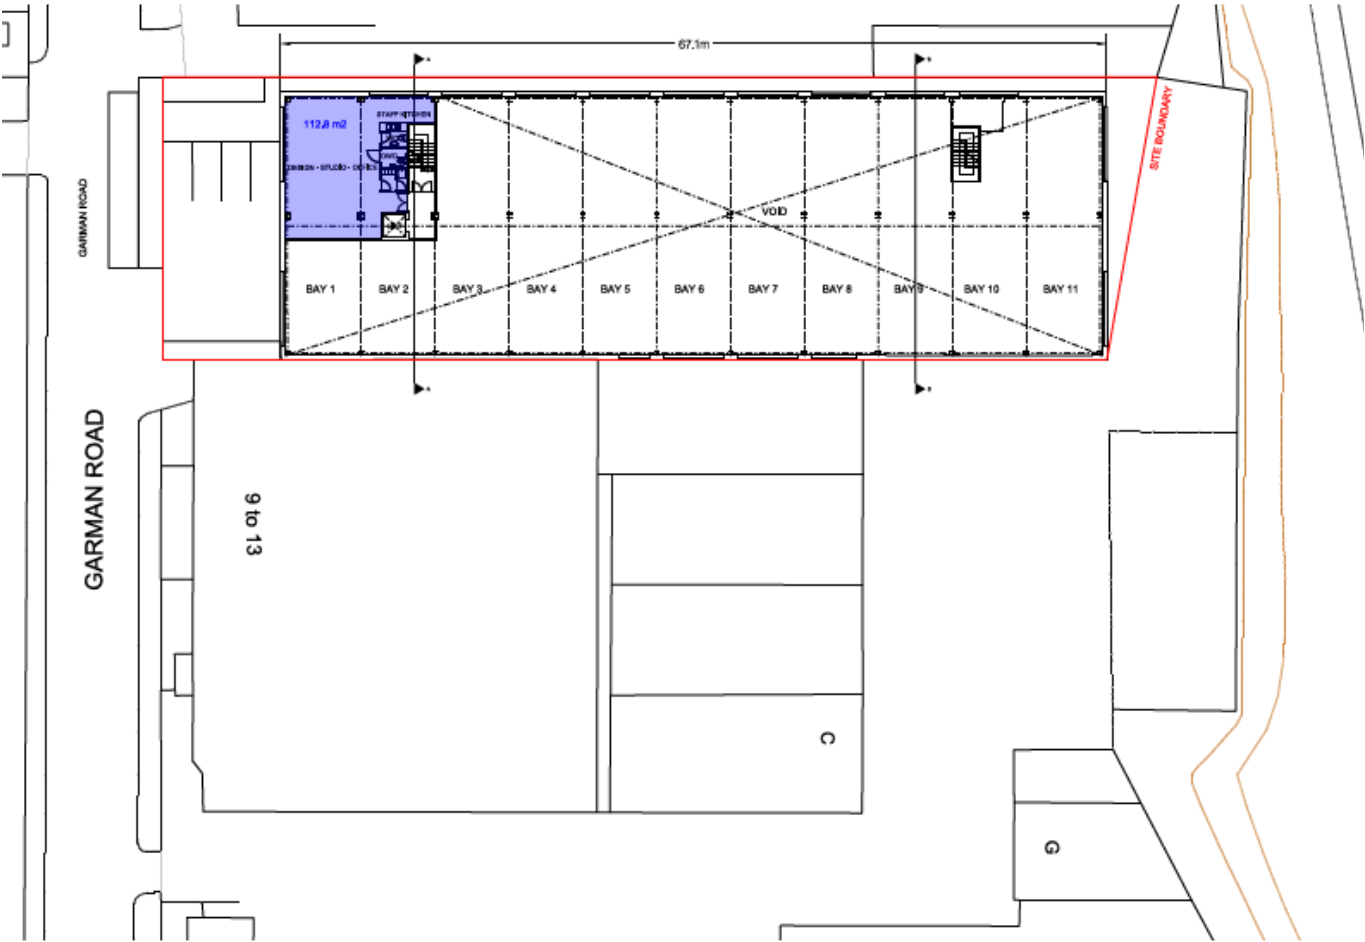 67.1m
A
B
112.8 m2
STAFF KITCHEN
DESIGN - STUDIO - OFFICE
SITE BOUNDARY
GARMAN ROAD
VOID
BAY 1
BAY 2
BAY 3
BAY 4
BAY 5
BAY 6
BAY 7
BAY 8
BAY 9
BAY 10
BAY 11
A
B
GARMAN ROAD
9 to 13
C
G